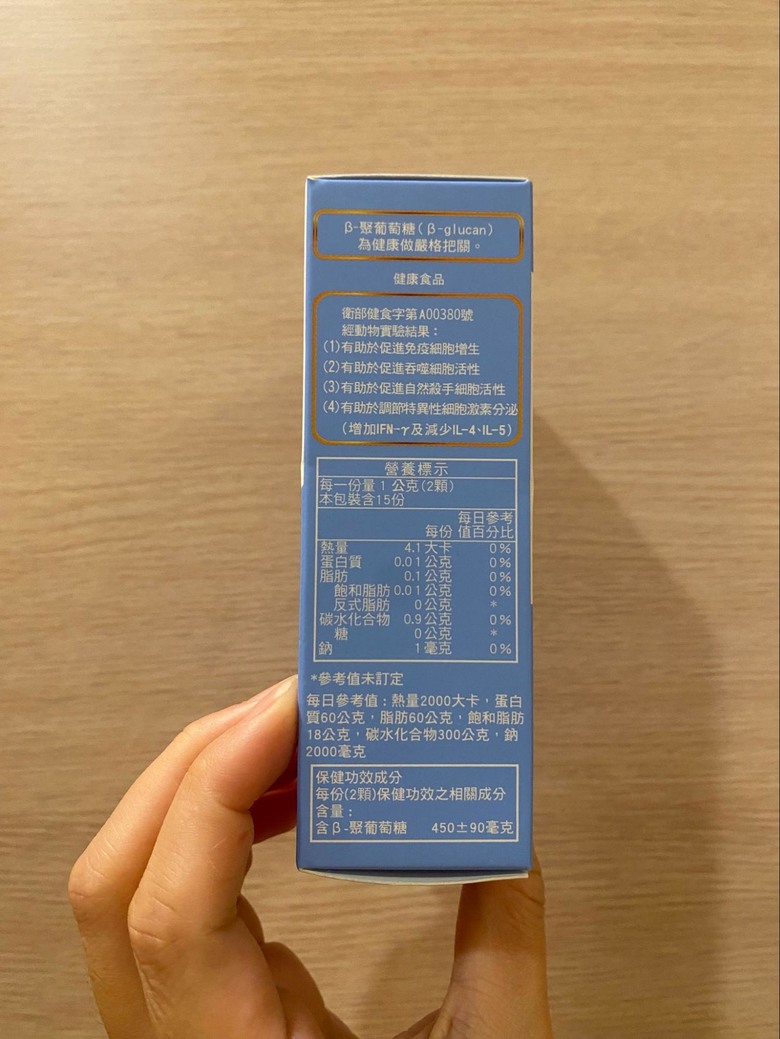 β-聚葡萄糖(β-glucan)
為健康做嚴格把關。
健康食品
衛部健食字第A00380號
經動物實驗結果：
(1)有助於促進免疫細胞增生
(2)有助於促進吞噬細胞活性
(3)有助於促進自然殺手細胞活性
(4)有助於調節特異性細胞激素分泌
(增加IFN-γ及減少IL-4、IL-5)
營養標示
每一份量 1 公克(2顆)
本包裝含15份
每日參考
每份 值百分比
熱量 4.1大卡 0%
蛋白質 0.01公克 0%
脂肪 0.1公克 0%
飽和脂肪 0.01公克 0%
反式脂肪 0公克 *
碳水化合物 0.9公克 0%
糖 0公克 *
鈉 1毫克 0%
*參考值未訂定
每日參考值：熱量2000大卡，蛋白
質60公克，脂肪60公克，飽和脂肪
18公克，碳水化合物300公克，鈉
2000毫克
保健功效成分
每份(2顆)保健功效之相關成分
含量：
含β-聚葡萄糖 450±90毫克